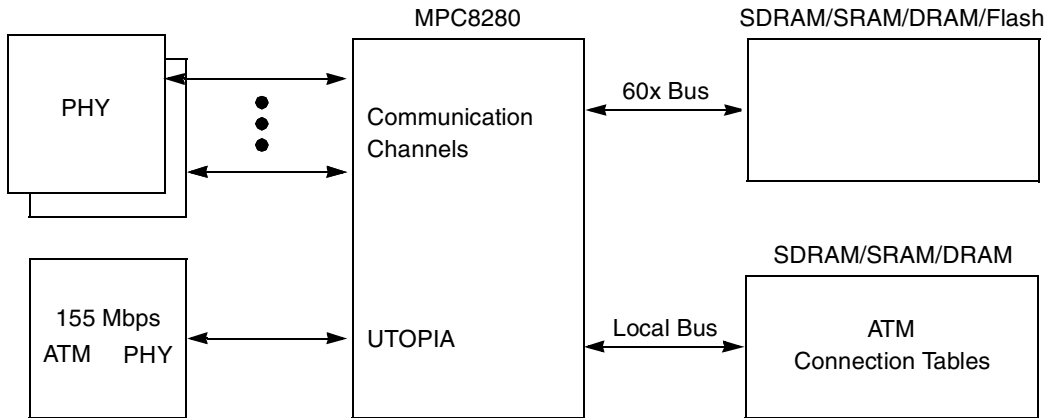 MPC8280
SDRAM/SRAM/DRAM/Flash
PHY
Communication
Channels
60x Bus
SDRAM/SRAM/DRAM
155 Mbps
ATM PHY
UTOPIA
Local Bus
ATM
Connection Tables